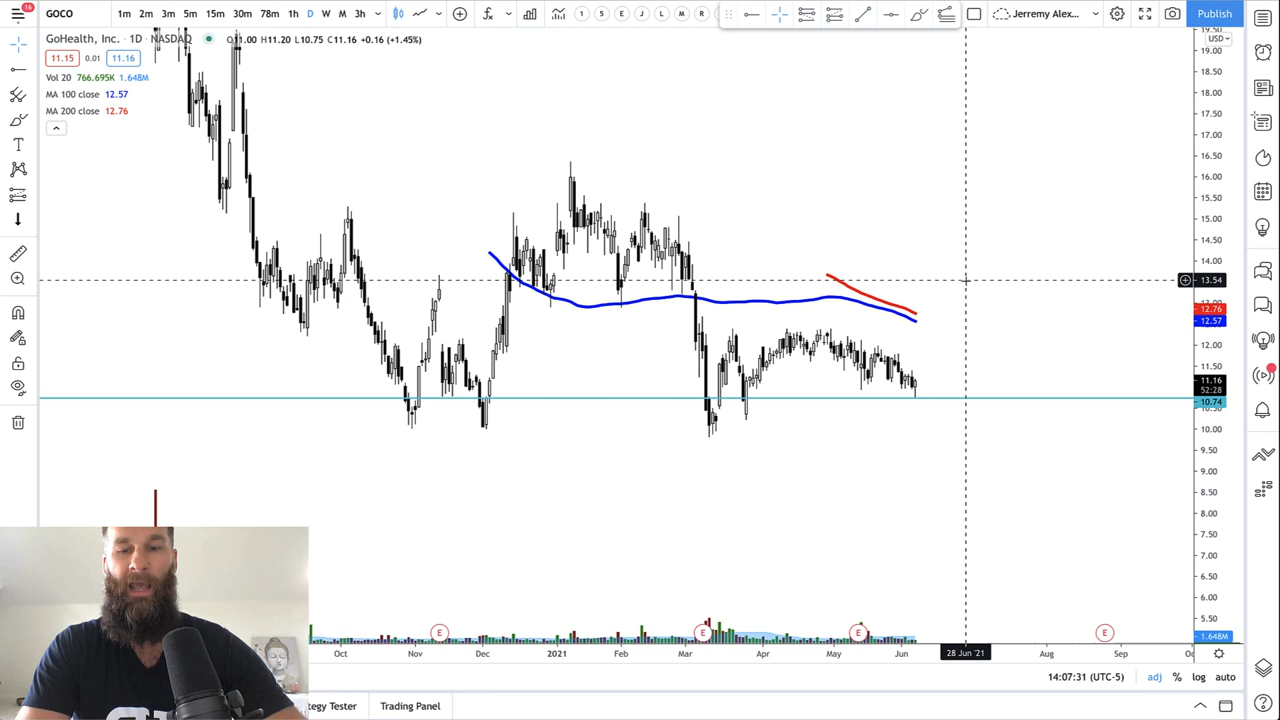 16
GOCO
1m 2m 3m 5m 15m 30m 78m 1h D W M 3h
1 5 E J L M R
Jerremy Alex...
Publish
GoHealth, Inc. · 1D · NASDAQ
O11.00 H11.20 L10.75 C11.16 +0.16 (+1.45%)
11.15 0.01 11.16
Vol 20 766.695K 1.648M
MA 100 close 12.57
MA 200 close 12.76
USD
19.00
18.50
18.00
17.50
17.00
16.50
16.00
15.50
15.00
14.50
14.00
13.54
12.76
12.57
12.00
11.50
11.16
52:28
10.74
10.00
9.50
9.00
8.50
8.00
7.50
7.00
6.50
6.00
5.50
1.648M
E E E E
Oct Nov Dec 2021 Feb Mar Apr May Jun 28 Jun '21 Aug Sep
14:07:31 (UTC-5) adj % log auto
tegy Tester Trading Panel